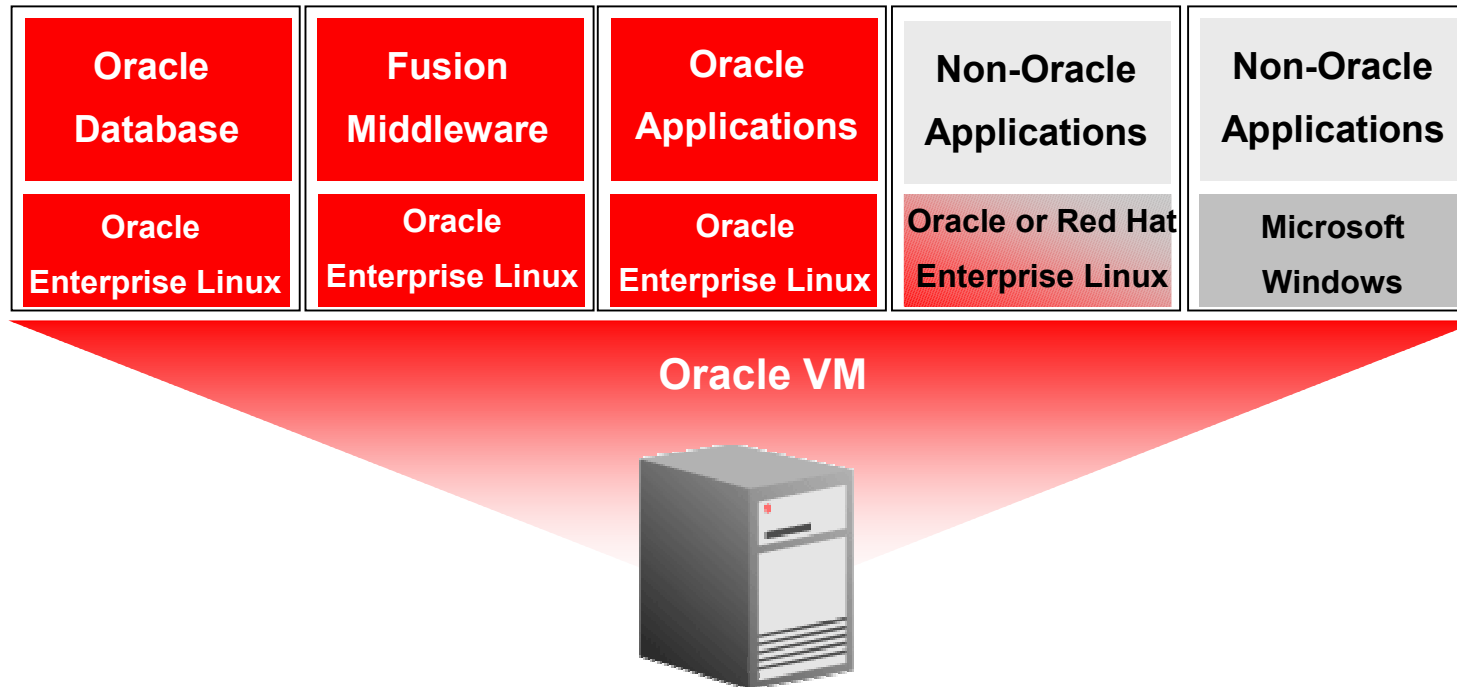 Oracle
Database
Fusion
Middleware
Oracle
Applications
Non-Oracle
Applications
Non-Oracle
Applications
Oracle
Enterprise Linux
Oracle
Enterprise Linux
Oracle
Enterprise Linux
Oracle or Red Hat
Enterprise Linux
Microsoft
Windows
Oracle VM